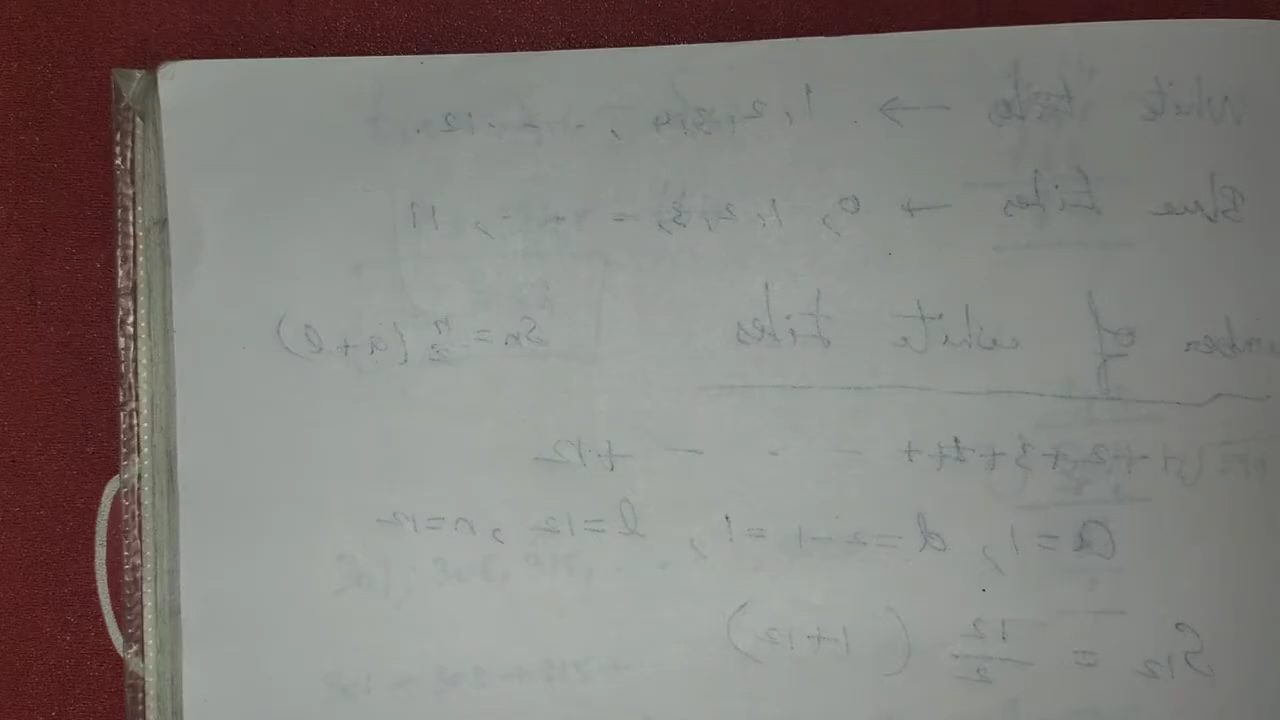 White tiles → 1, 2, 3, 4, - - - 12.
Blue tiles → 0, 1, 2, 3, - - - , 11
of white tiles Sn = n/2 (a+l)
1+2+3+4+ - - - +12
a=1, d=2-1=1, l=12, n=12
S12 = 12/2 (1+12)